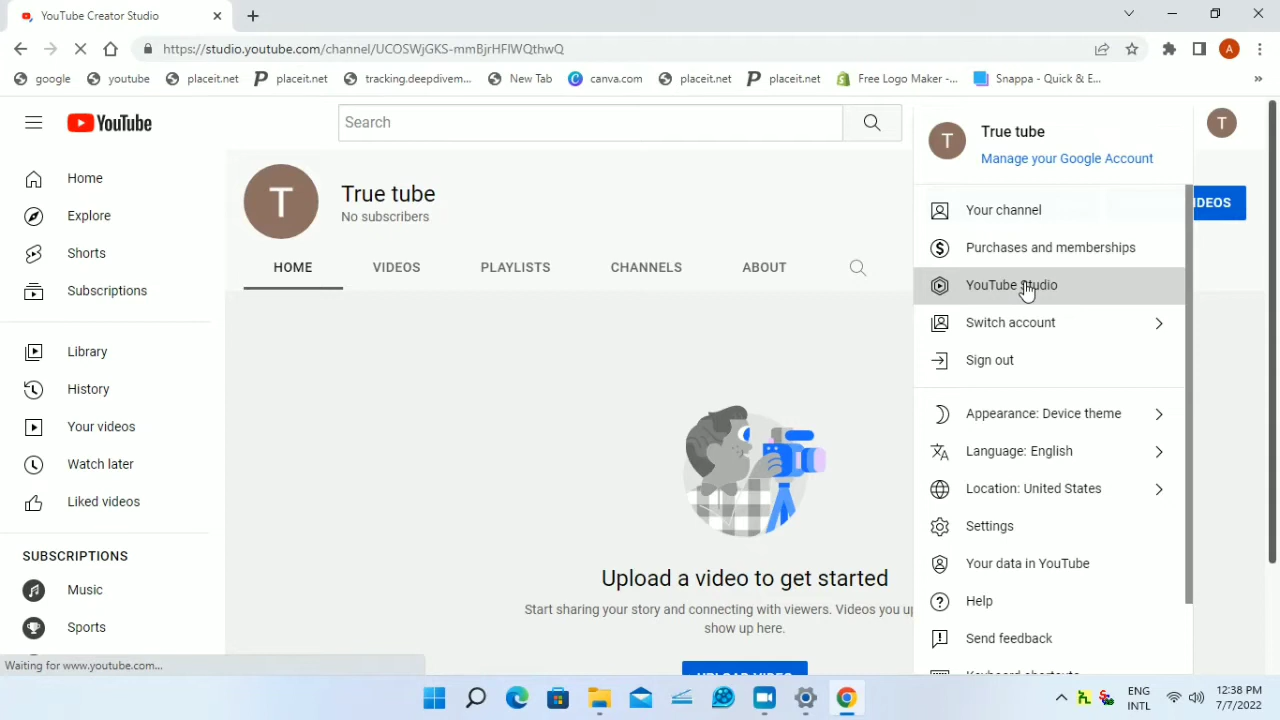 YouTube Creator Studio
https://studio.youtube.com/channel/UCOSWjGKS-mmBjrHFlWQthwQ
A
google
youtube
placeit.net
placeit.net
tracking.deepdivem...
New Tab
canva.com
placeit.net
placeit.net
Free Logo Maker -...
Snappa - Quick & E...
»
YouTube
Search
T
True tube
Manage your Google Account
T
Home
Explore
Shorts
Subscriptions
Library
History
Your videos
Watch later
Liked videos
SUBSCRIPTIONS
Music
Sports
T
True tube
No subscribers
DEOS
HOME
VIDEOS
PLAYLISTS
CHANNELS
ABOUT
Upload a video to get started
Start sharing your story and connecting with viewers. Videos you
show up here.
UPLOAD VIDEO
Your channel
Purchases and memberships
YouTube Studio
Switch account
Sign out
Appearance: Device theme
Language: English
Location: United States
Settings
Your data in YouTube
Help
Send feedback
Keyboard shortcuts
Waiting for www.youtube.com...
ENG
INTL
12:38 PM
7/7/2022